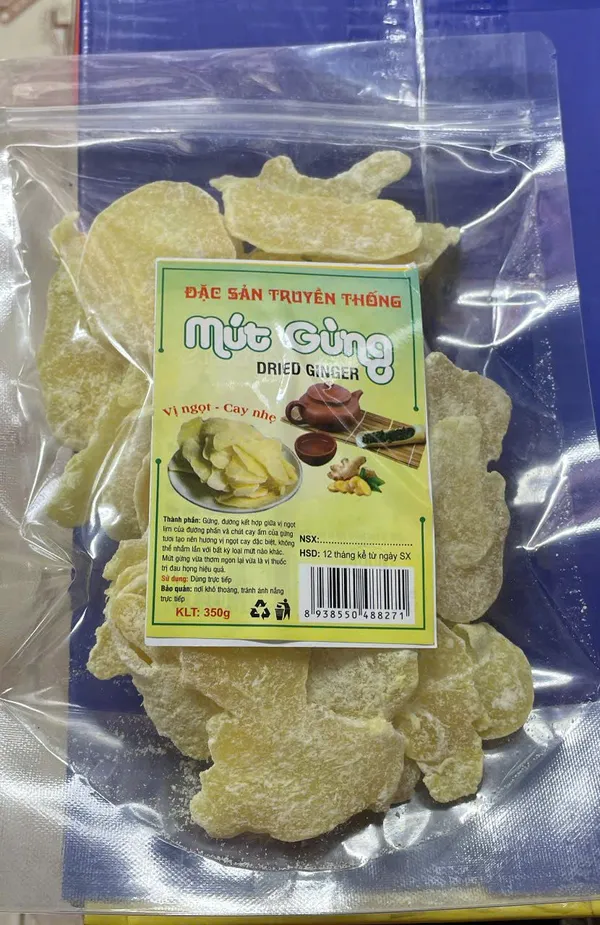 ĐẶC SẢN TRUYỀN THỐNG
Mứt Gừng
DRIED GINGER
Vị ngọt - Cay nhẹ
Thành phần: Gừng, đường kết hợp giữa vị ngọt
lịm của đường phần và chút cay ấm của gừng
tươi tạo nên hương vị ngọt cay đặc biệt, không
thể nhầm lẫn với bất kỳ loại mứt nào khác.
Mứt gừng vừa thơm ngon lại vừa là vị thuốc
trị đau họng hiệu quả.
Sử dụng: Dùng trực tiếp
Bảo quản: nơi khô thoáng, tránh ánh nắng
trực tiếp
KLT: 350g
NSX:..............................
HSD: 12 tháng kể từ ngày SX
8 938550 488271